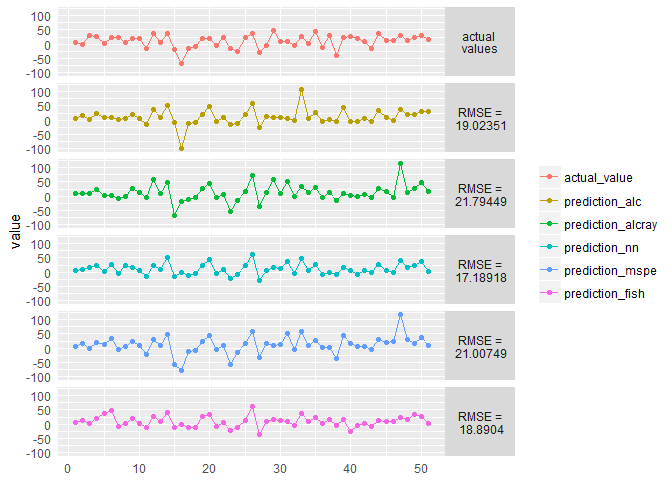 100
50
0
-50
-100
actual
values
100
50
0
-50
-100
RMSE =
19.02351
100
50
0
-50
-100
RMSE =
21.79449
100
50
0
-50
-100
RMSE =
17.18918
100
50
0
-50
-100
RMSE =
21.00749
100
50
0
-50
-100
RMSE =
18.8904
0
10
20
30
40
50
value
actual_value
prediction_alc
prediction_alcray
prediction_nn
prediction_mspe
prediction_fish